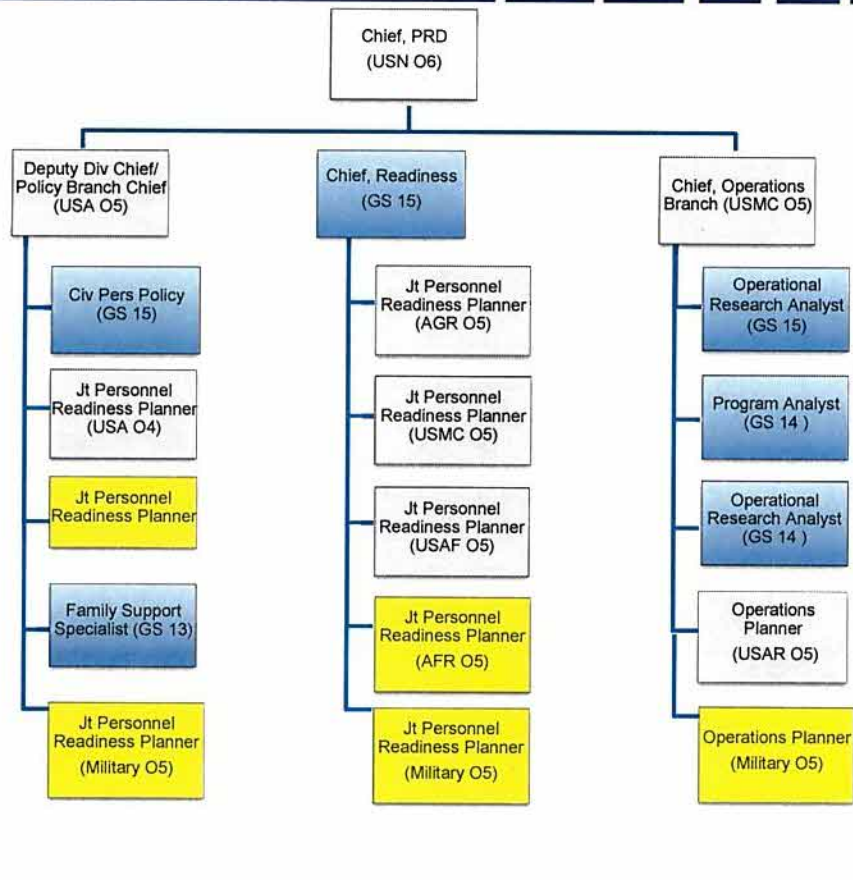 Chief, PRD
(USN O6)
Deputy Div Chief/
Policy Branch Chief
(USA O5)
Chief, Readiness
(GS 15)
Chief, Operations
Branch (USMC O5)
Civ Pers Policy
(GS 15)
Jt Personnel
Readiness Planner
(USA O4)
Jt Personnel
Readiness Planner
Family Support
Specialist (GS 13)
Jt Personnel
Readiness Planner
(Military O5)
Jt Personnel
Readiness Planner
(AGR O5)
Jt Personnel
Readiness Planner
(USMC O5)
Jt Personnel
Readiness Planner
(USAF O5)
Jt Personnel
Readiness Planner
(AFR O5)
Jt Personnel
Readiness Planner
(Military O5)
Operational
Research Analyst
(GS 15)
Program Analyst
(GS 14 )
Operational
Research Analyst
(GS 14 )
Operations
Planner
(USAR O5)
Operations Planner
(Military O5)